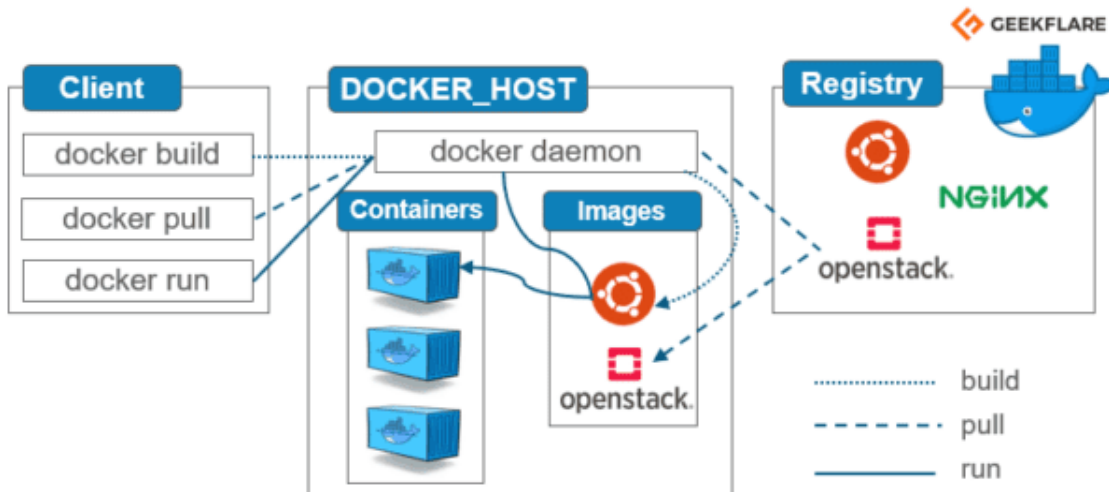 GEEKFLARE
Client
docker build
docker pull
docker run
DOCKER_HOST
docker daemon
Containers
Images
openstack.
Registry
NGINX
openstack.
build
pull
run